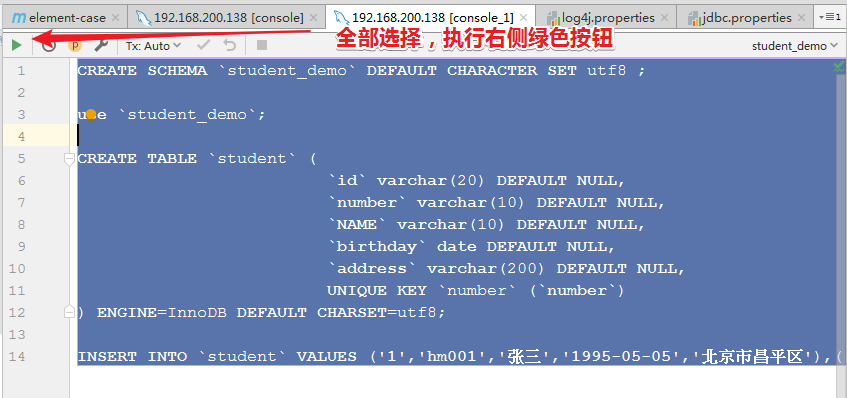 element-case 192.168.200.138 [console] 192.168.200.138 [console_1] log4j.properties jdbc.properties 1
全部选择，执行右侧绿色按钮
Tx: Auto student_demo
1 CREATE SCHEMA `student_demo` DEFAULT CHARACTER SET utf8 ;
2
3 use `student_demo`;
4
5 CREATE TABLE `student` (
6 `id` varchar(20) DEFAULT NULL,
7 `number` varchar(10) DEFAULT NULL,
8 `NAME` varchar(10) DEFAULT NULL,
9 `birthday` date DEFAULT NULL,
10 `address` varchar(200) DEFAULT NULL,
11 UNIQUE KEY `number` (`number`)
12 ) ENGINE=InnoDB DEFAULT CHARSET=utf8;
13
14 INSERT INTO `student` VALUES ('1','hm001','张三','1995-05-05','北京市昌平区'),(